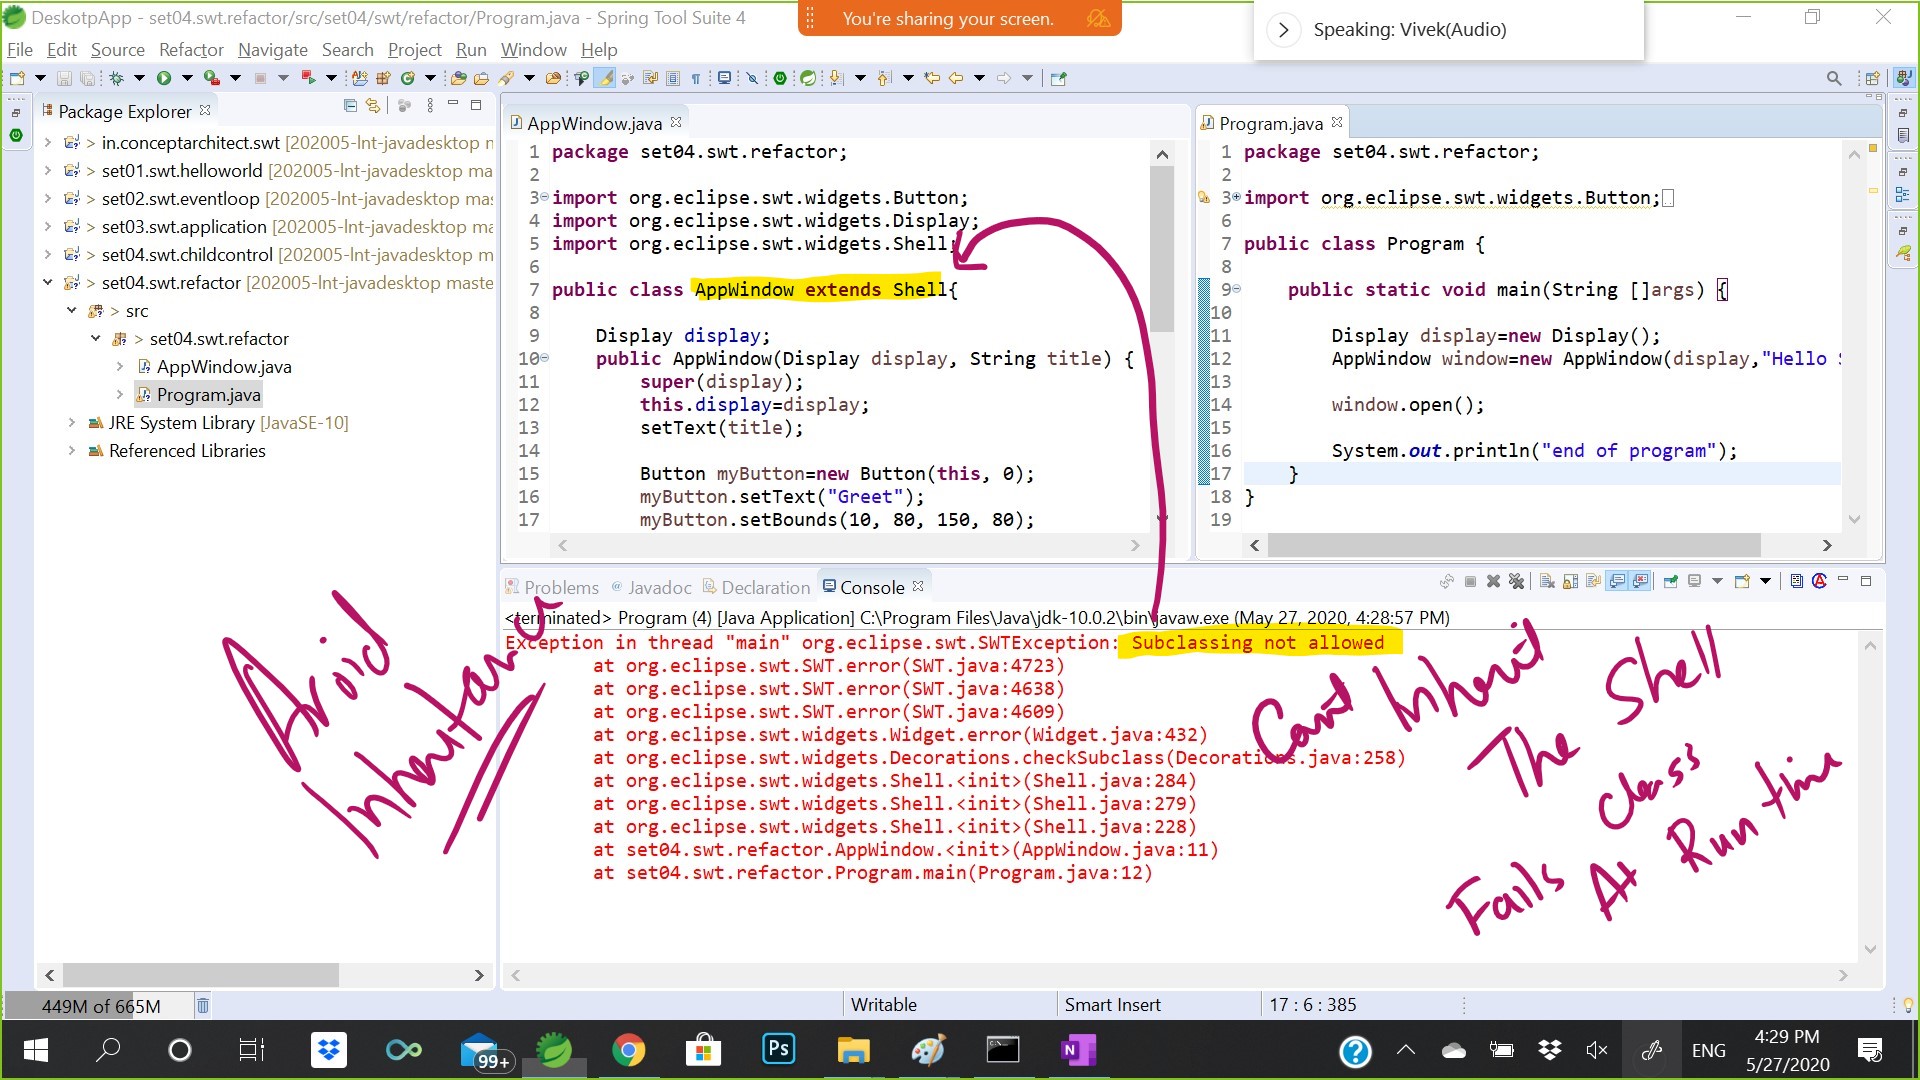 DeskotpApp - set04.swt.refactor/src/set04/swt/refactor/Program.java - Spring Tool Suite 4
You're sharing your screen.
Speaking: Vivek(Audio)
File Edit Source Refactor Navigate Search Project Run Window Help
Package Explorer
> in.conceptarchitect.swt [202005-Int-javadesktop n
> set01.swt.helloworld [202005-Int-javadesktop mas
> set02.swt.eventloop [202005-Int-javadesktop mas
> set03.swt.application [202005-Int-javadesktop ma
> set04.swt.childcontrol [202005-Int-javadesktop m
> set04.swt.refactor [202005-Int-javadesktop maste
> src
> set04.swt.refactor
AppWindow.java
Program.java
JRE System Library [JavaSE-10]
Referenced Libraries
AppWindow.java
1 package set04.swt.refactor;
2
3 import org.eclipse.swt.widgets.Button;
4 import org.eclipse.swt.widgets.Display;
5 import org.eclipse.swt.widgets.Shell;
6
7 public class AppWindow extends Shell{
8
9 Display display;
10 public AppWindow(Display display, String title) {
11 super(display);
12 this.display=display;
13 setText(title);
14
15 Button myButton=new Button(this, 0);
16 myButton.setText("Greet");
17 myButton.setBounds(10, 80, 150, 80);
Program.java
1 package set04.swt.refactor;
2
3 import org.eclipse.swt.widgets.Button;
6
7 public class Program {
8
9 public static void main(String []args) {
10
11 Display display=new Display();
12 AppWindow window=new AppWindow(display,"Hello S
13
14 window.open();
15
16 System.out.println("end of program");
17 }
18 }
19
Problems Javadoc Declaration Console
<terminated> Program (4) [Java Application] C:\Program Files\Java\jdk-10.0.2\bin\javaw.exe (May 27, 2020, 4:28:57 PM)
Exception in thread "main" org.eclipse.swt.SWTException: Subclassing not allowed
at org.eclipse.swt.SWT.error(SWT.java:4723)
at org.eclipse.swt.SWT.error(SWT.java:4638)
at org.eclipse.swt.SWT.error(SWT.java:4609)
at org.eclipse.swt.widgets.Widget.error(Widget.java:432)
at org.eclipse.swt.widgets.Decorations.checkSubclass(Decorations.java:258)
at org.eclipse.swt.widgets.Shell.<init>(Shell.java:284)
at org.eclipse.swt.widgets.Shell.<init>(Shell.java:279)
at org.eclipse.swt.widgets.Shell.<init>(Shell.java:228)
at set04.swt.refactor.AppWindow.<init>(AppWindow.java:11)
at set04.swt.refactor.Program.main(Program.java:12)
Avoid
Inheritance
Cant Inherit
The Shell
class
Fails At Run time
449M of 665M
Writable
Smart Insert
17 : 6 : 385
99+
Ps
N
ENG
4:29 PM
5/27/2020